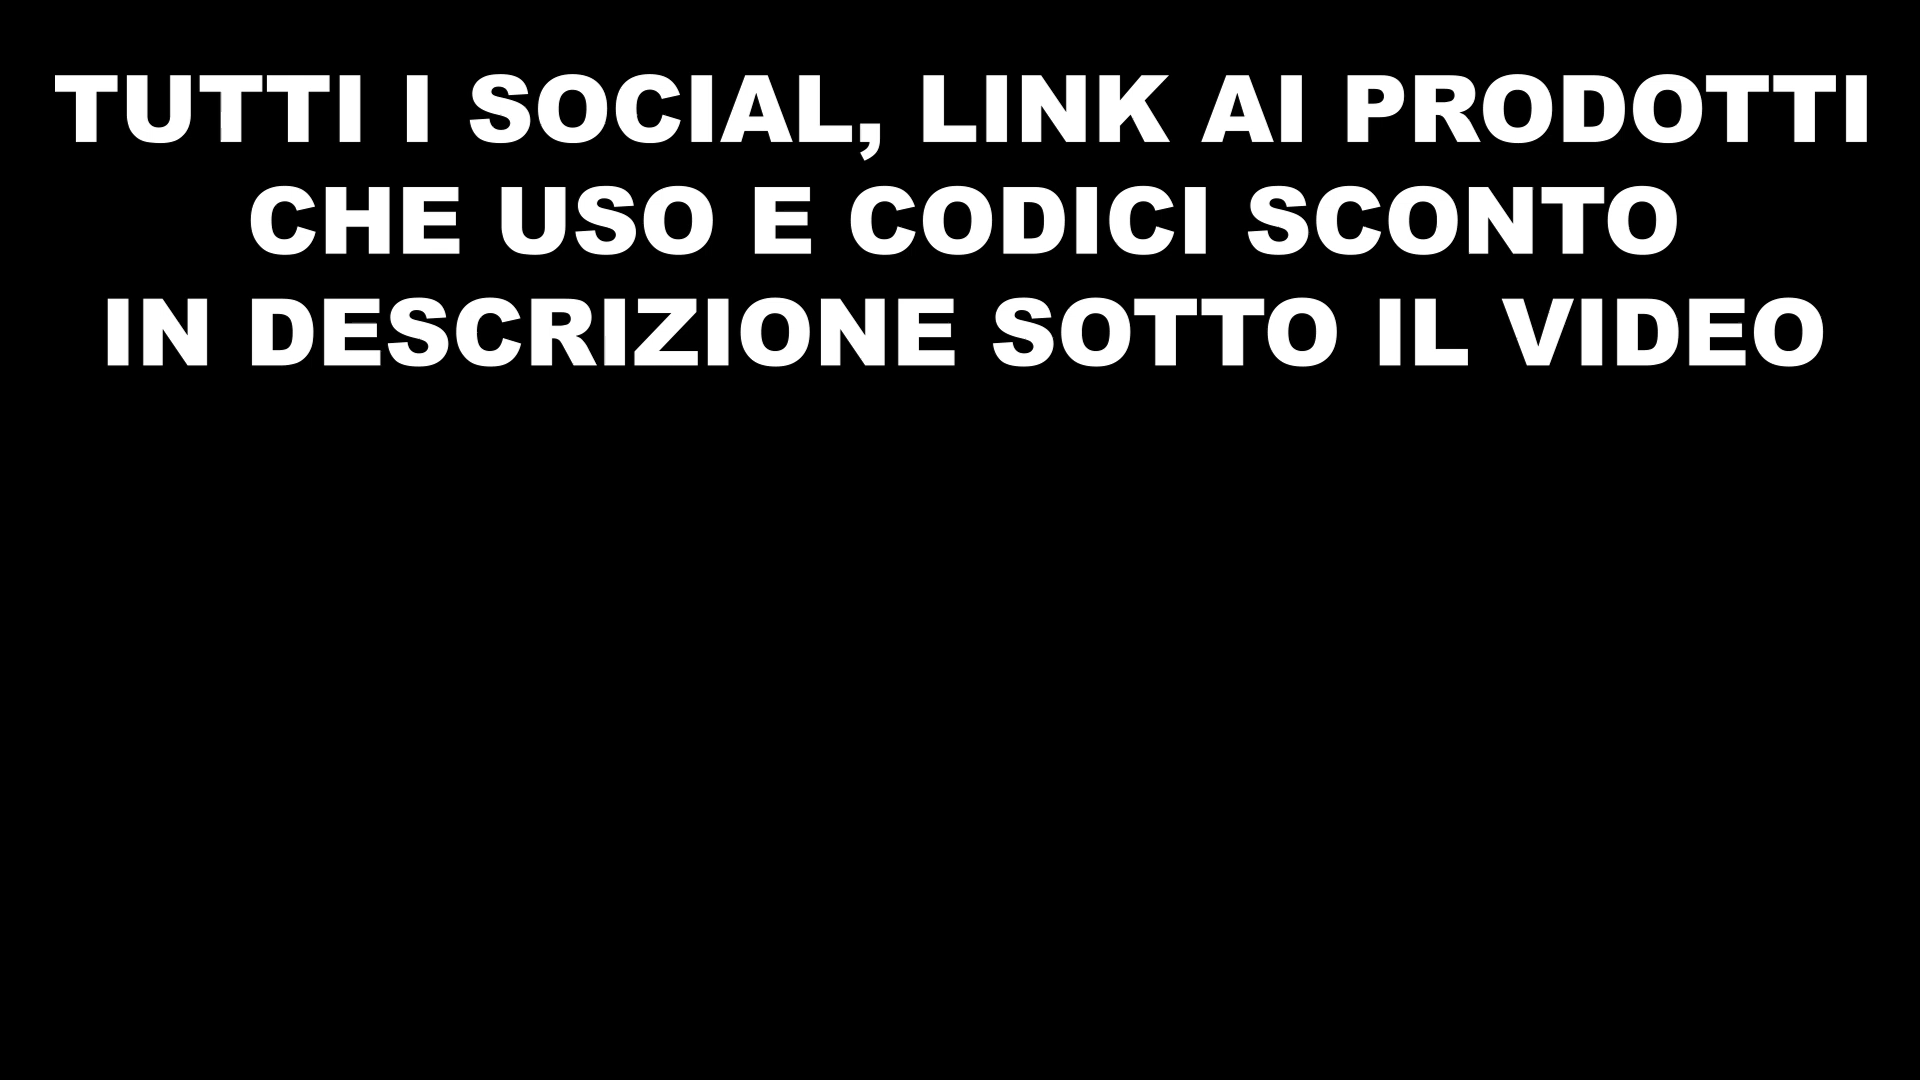 TUTTI I SOCIAL, LINK AI PRODOTTI
CHE USO E CODICI SCONTO
IN DESCRIZIONE SOTTO IL VIDEO